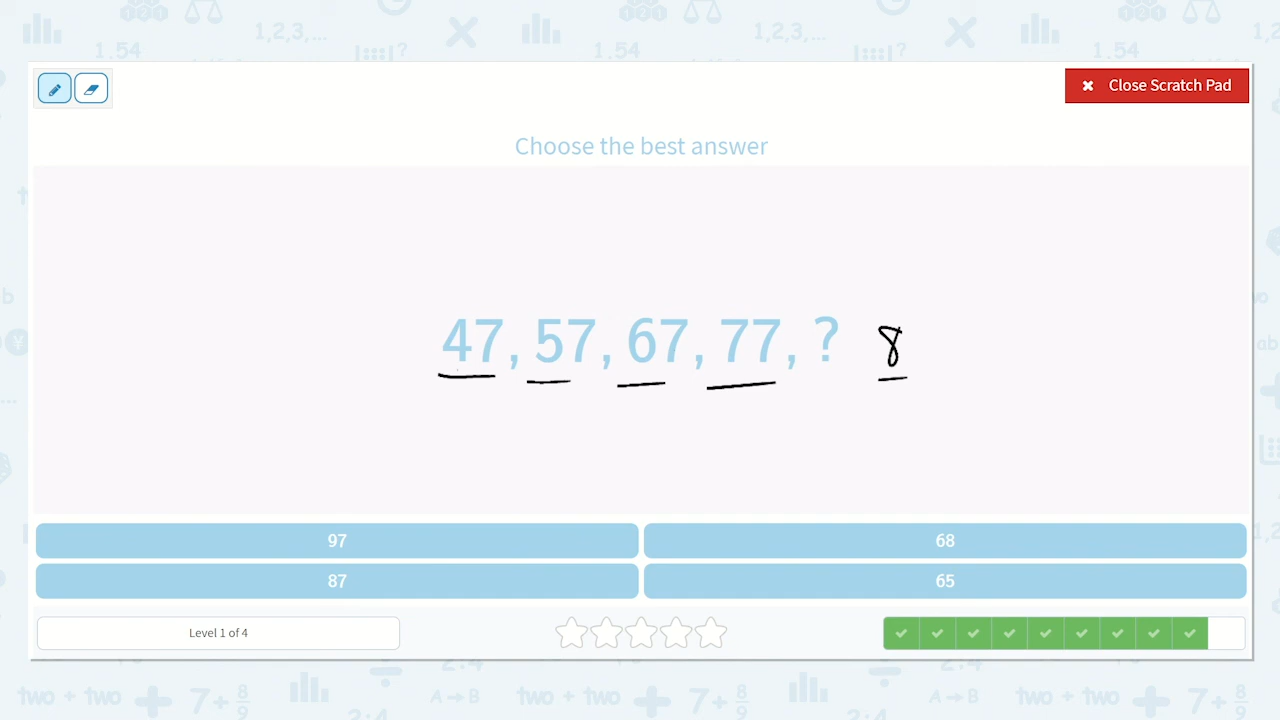 Close Scratch Pad
Choose the best answer
47, 57, 67, 77, ? 8
97
68
87
65
Level 1 of 4